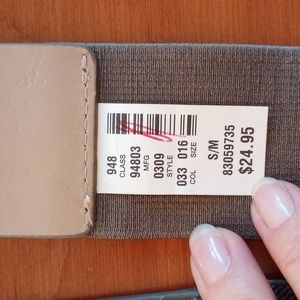 948 94803 0309 033 016 S/M
CLASS MFG STYLE COL SIZE 83059735
$24.95